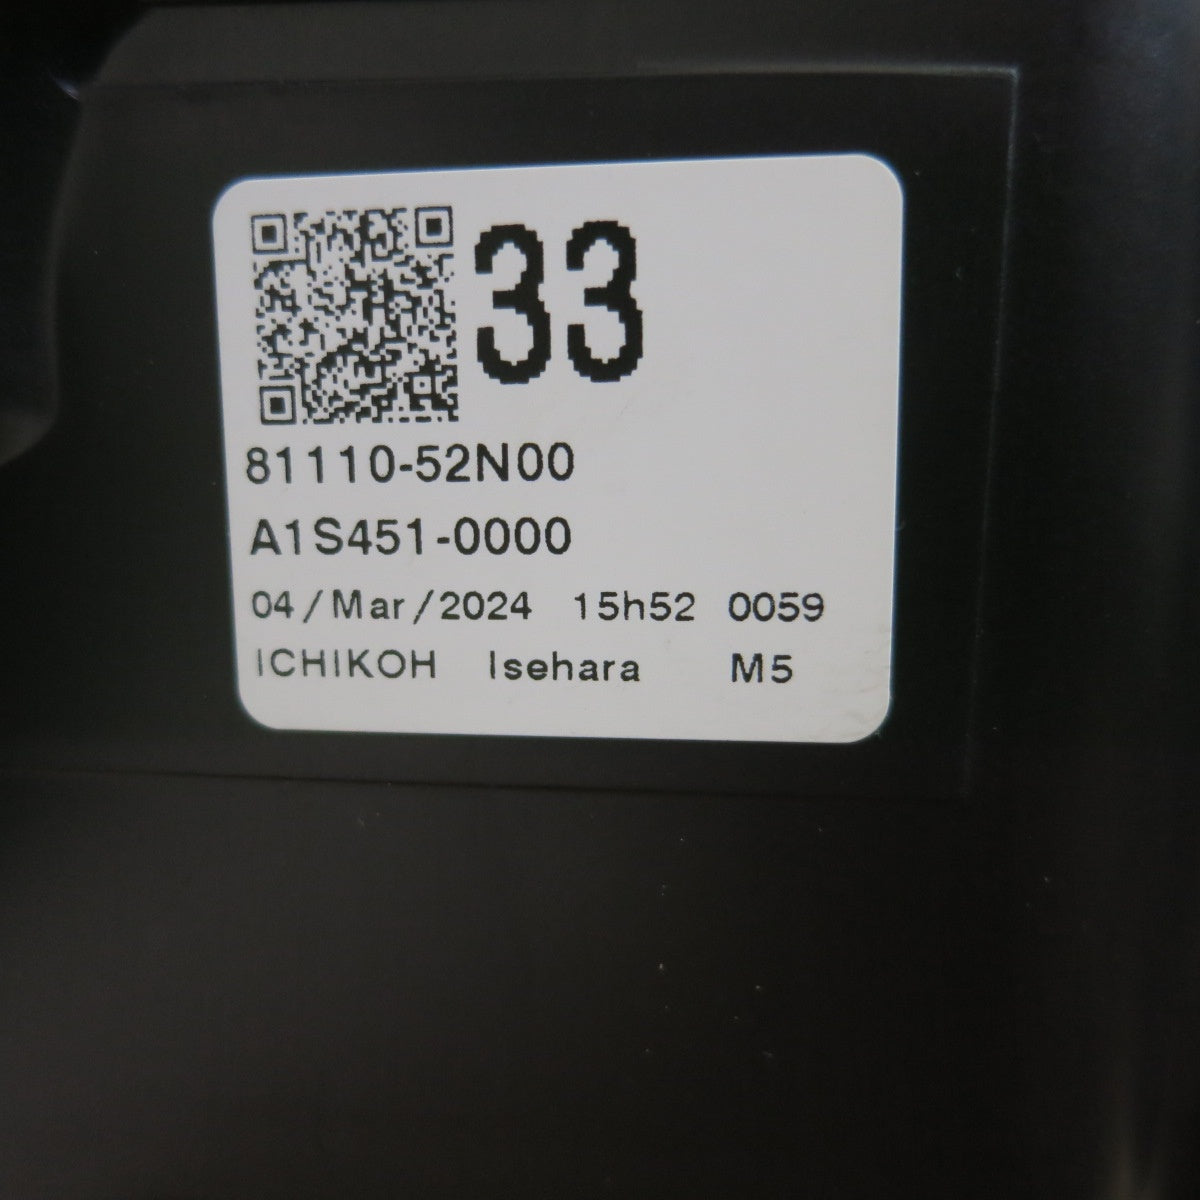 33
81110-52N00
A1S451-0000
04/Mar/2024 15h52 0059
ICHIKOH Isehara M5